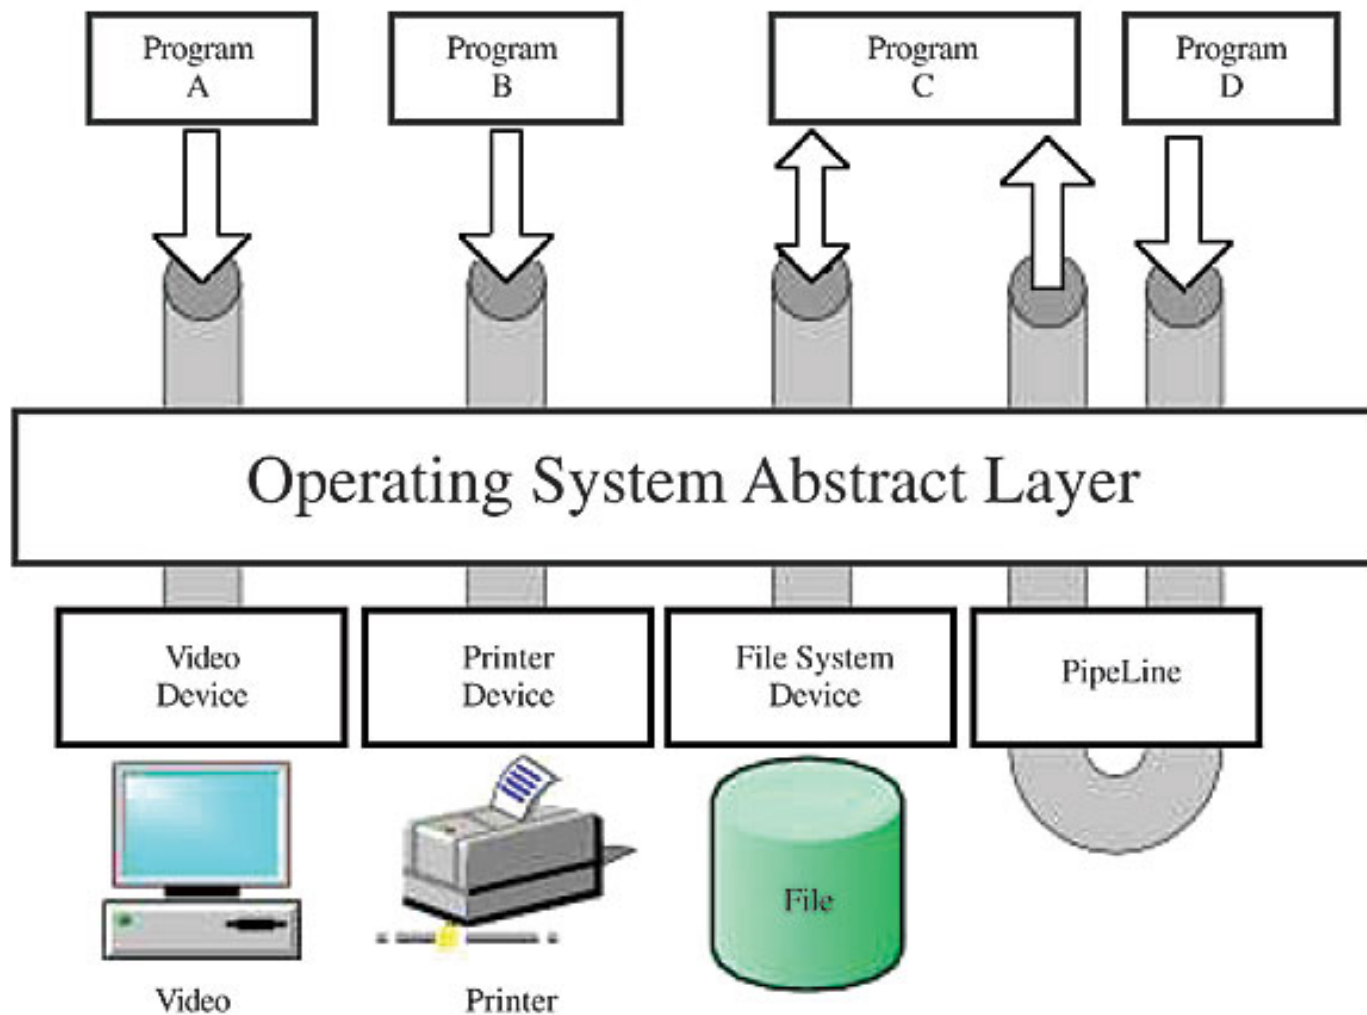 Program
A
Program
B
Program
C
Program
D
Operating System Abstract Layer
Video
Device
Printer
Device
File System
Device
PipeLine
File
Video
Printer